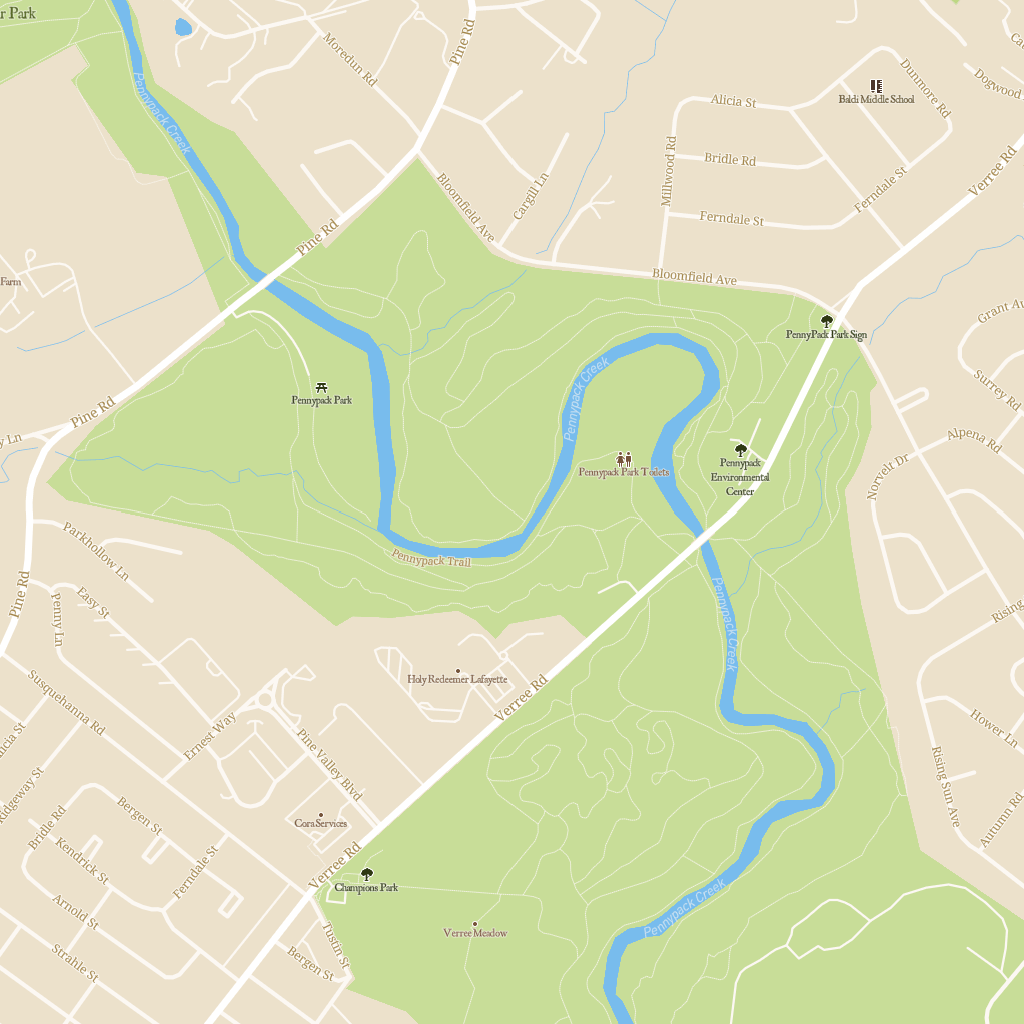 r Park
Pine Rd
Moredun Rd
Pennypack Creek
Alicia St
Dunmore Rd
Baldi Middle School
Dogwood
Ca
Bridle Rd
Millwood Rd
Verree Rd
Cargill Ln
Bloomfield Ave
Ferndale St
Ferndale St
Pine Rd
Farm
Bloomfield Ave
Grant Av
PennyPack Park Sign
Pennypack Creek
Surrey Rd
Pennypack Park
Pine Rd
y Ln
Alpena Rd
Norvelt Dr
Pennypack Park Toilets
Pennypack
Environmental
Center
Parkhollow Ln
Pennypack Trail
Pine Rd
Penny Ln
Easy St
Pennypack Creek
Rising
Holy Redeemer Lafayette
Susquehanna Rd
Verree Rd
Ernest Way
licia St
Hower Ln
Pine Valley Blvd
Ridgeway St
Rising Sun Ave
Bergen St
Bridle Rd
Cora Services
Autumn Rd
Kendrick St
Ferndale St
Verree Rd
Champions Park
Arnold St
Pennypack Creek
Verree Meadow
Tustin St
Strahle St
Bergen St